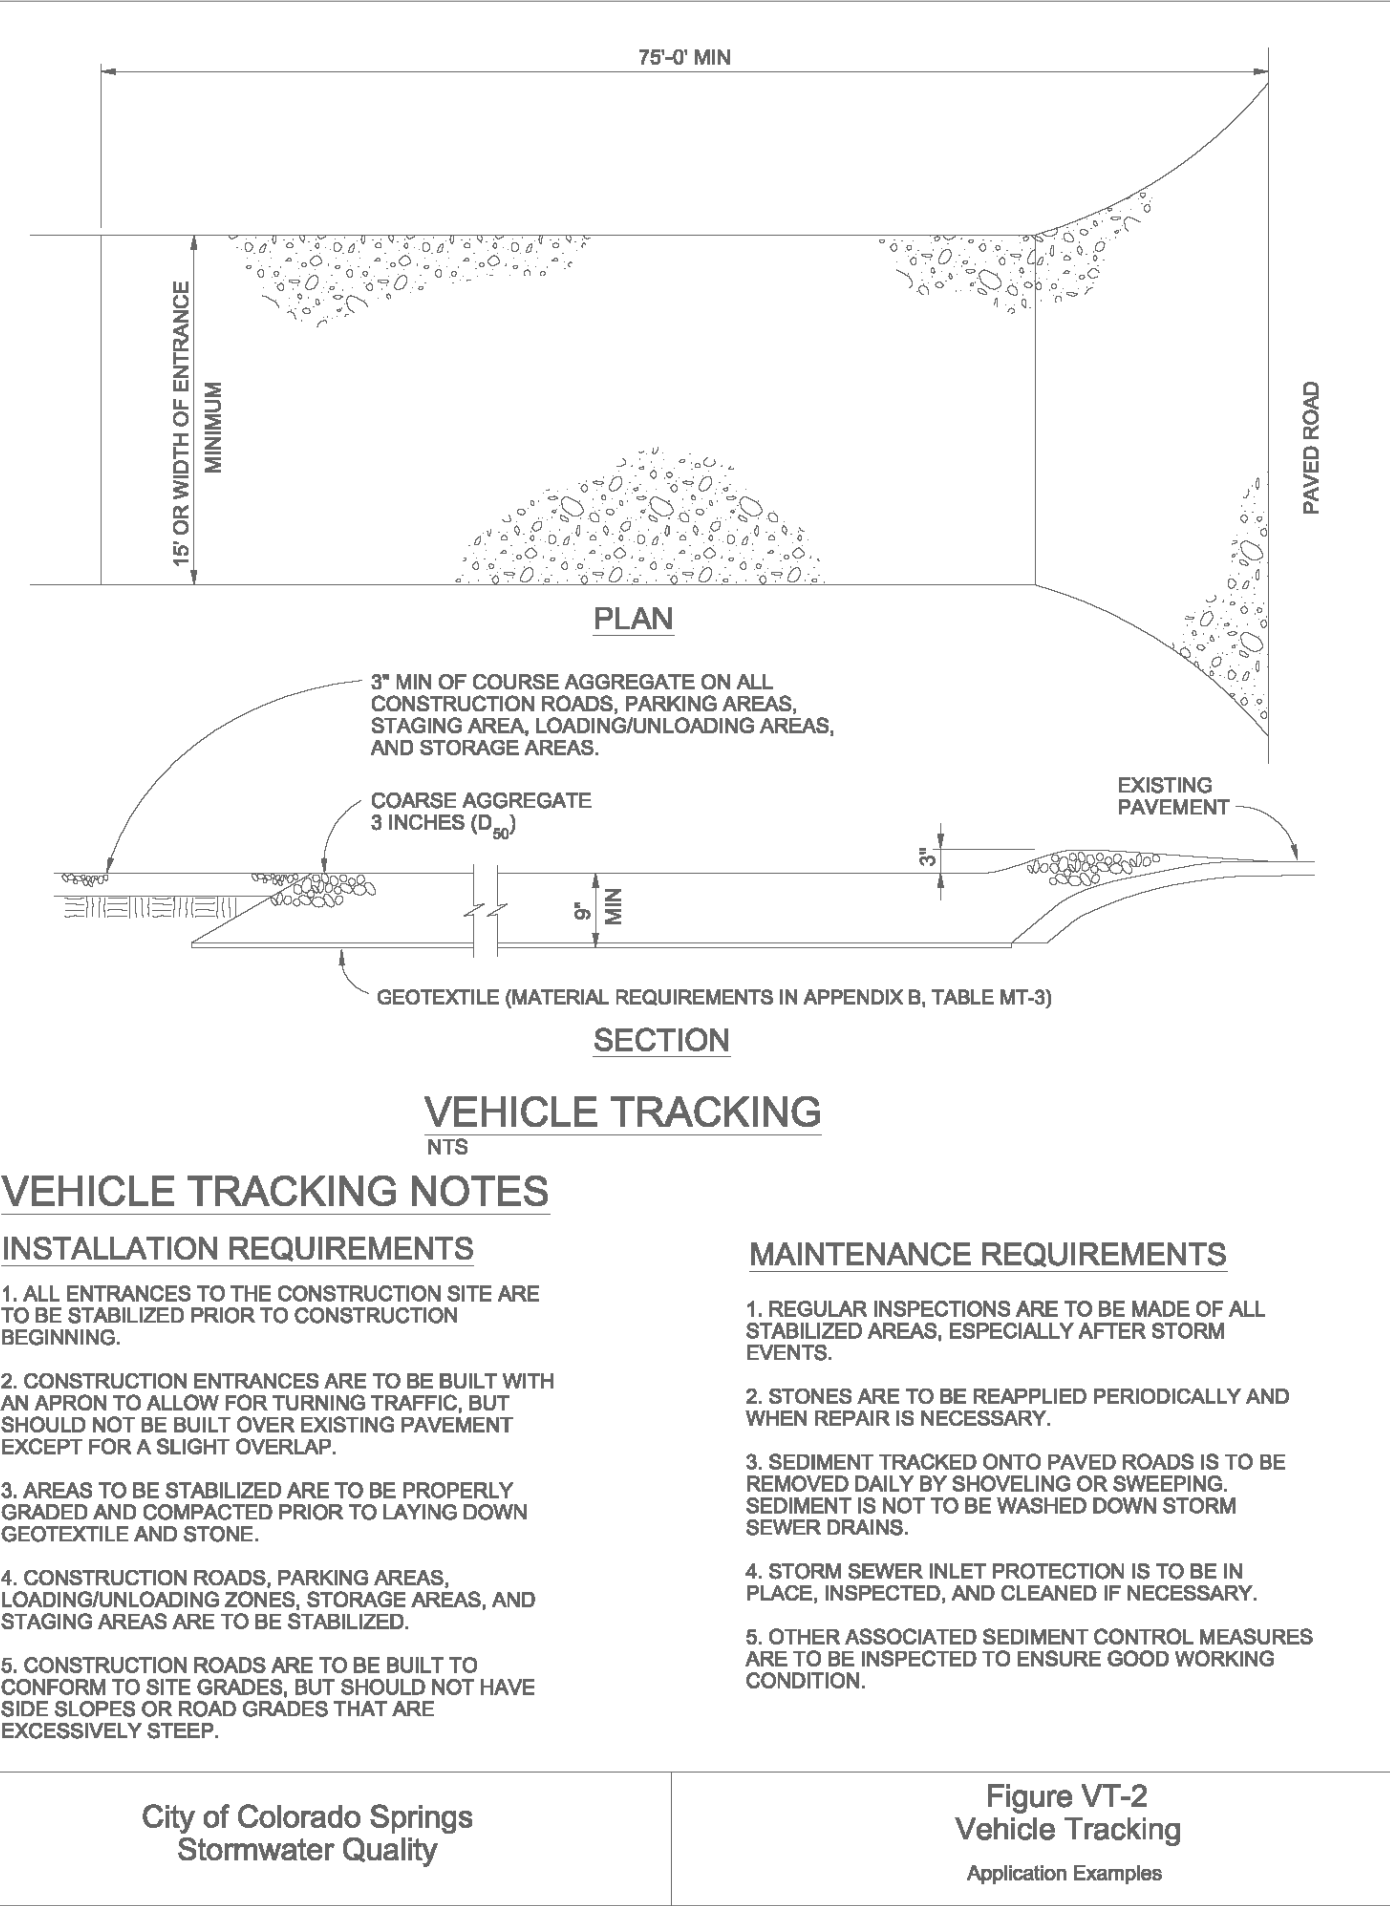 75'-0' MIN
15' OR WIDTH OF ENTRANCE
MINIMUM
PAVED ROAD
PLAN
3" MIN OF COURSE AGGREGATE ON ALL
CONSTRUCTION ROADS, PARKING AREAS,
STAGING AREA, LOADING/UNLOADING AREAS,
AND STORAGE AREAS.
COARSE AGGREGATE
3 INCHES (D50)
EXISTING
PAVEMENT
3"
9"
MIN
GEOTEXTILE (MATERIAL REQUIREMENTS IN APPENDIX B, TABLE MT-3)
SECTION
VEHICLE TRACKING
NTS
VEHICLE TRACKING NOTES
INSTALLATION REQUIREMENTS
1. ALL ENTRANCES TO THE CONSTRUCTION SITE ARE
TO BE STABILIZED PRIOR TO CONSTRUCTION
BEGINNING.
2. CONSTRUCTION ENTRANCES ARE TO BE BUILT WITH
AN APRON TO ALLOW FOR TURNING TRAFFIC, BUT
SHOULD NOT BE BUILT OVER EXISTING PAVEMENT
EXCEPT FOR A SLIGHT OVERLAP.
3. AREAS TO BE STABILIZED ARE TO BE PROPERLY
GRADED AND COMPACTED PRIOR TO LAYING DOWN
GEOTEXTILE AND STONE.
4. CONSTRUCTION ROADS, PARKING AREAS,
LOADING/UNLOADING ZONES, STORAGE AREAS, AND
STAGING AREAS ARE TO BE STABILIZED.
5. CONSTRUCTION ROADS ARE TO BE BUILT TO
CONFORM TO SITE GRADES, BUT SHOULD NOT HAVE
SIDE SLOPES OR ROAD GRADES THAT ARE
EXCESSIVELY STEEP.
MAINTENANCE REQUIREMENTS
1. REGULAR INSPECTIONS ARE TO BE MADE OF ALL
STABILIZED AREAS, ESPECIALLY AFTER STORM
EVENTS.
2. STONES ARE TO BE REAPPLIED PERIODICALLY AND
WHEN REPAIR IS NECESSARY.
3. SEDIMENT TRACKED ONTO PAVED ROADS IS TO BE
REMOVED DAILY BY SHOVELING OR SWEEPING.
SEDIMENT IS NOT TO BE WASHED DOWN STORM
SEWER DRAINS.
4. STORM SEWER INLET PROTECTION IS TO BE IN
PLACE, INSPECTED, AND CLEANED IF NECESSARY.
5. OTHER ASSOCIATED SEDIMENT CONTROL MEASURES
ARE TO BE INSPECTED TO ENSURE GOOD WORKING
CONDITION.
City of Colorado Springs
Stormwater Quality
Figure VT-2
Vehicle Tracking
Application Examples